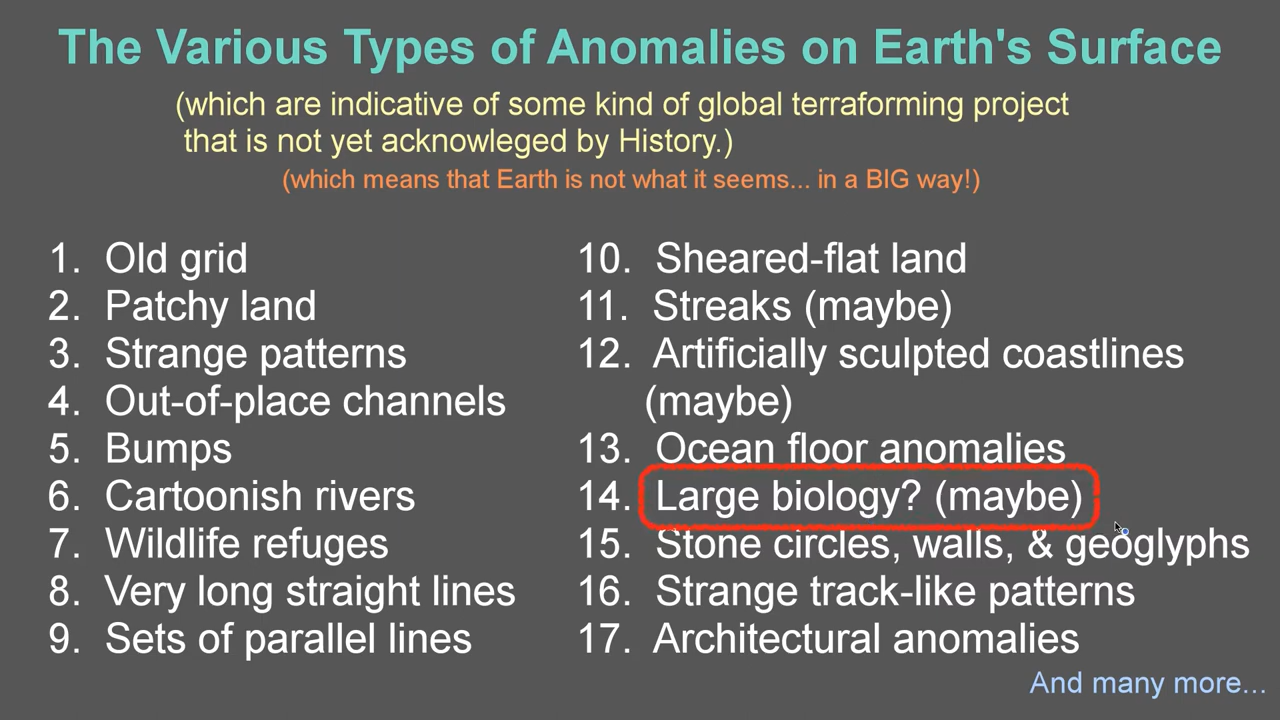 The Various Types of Anomalies on Earth's Surface
(which are indicative of some kind of global terraforming project
that is not yet acknowleged by History.)
(which means that Earth is not what it seems... in a BIG way!)
1. Old grid
2. Patchy land
3. Strange patterns
4. Out-of-place channels
5. Bumps
6. Cartoonish rivers
7. Wildlife refuges
8. Very long straight lines
9. Sets of parallel lines
10. Sheared-flat land
11. Streaks (maybe)
12. Artificially sculpted coastlines
(maybe)
13. Ocean floor anomalies
14. Large biology? (maybe)
15. Stone circles, walls, & geoglyphs
16. Strange track-like patterns
17. Architectural anomalies
And many more...